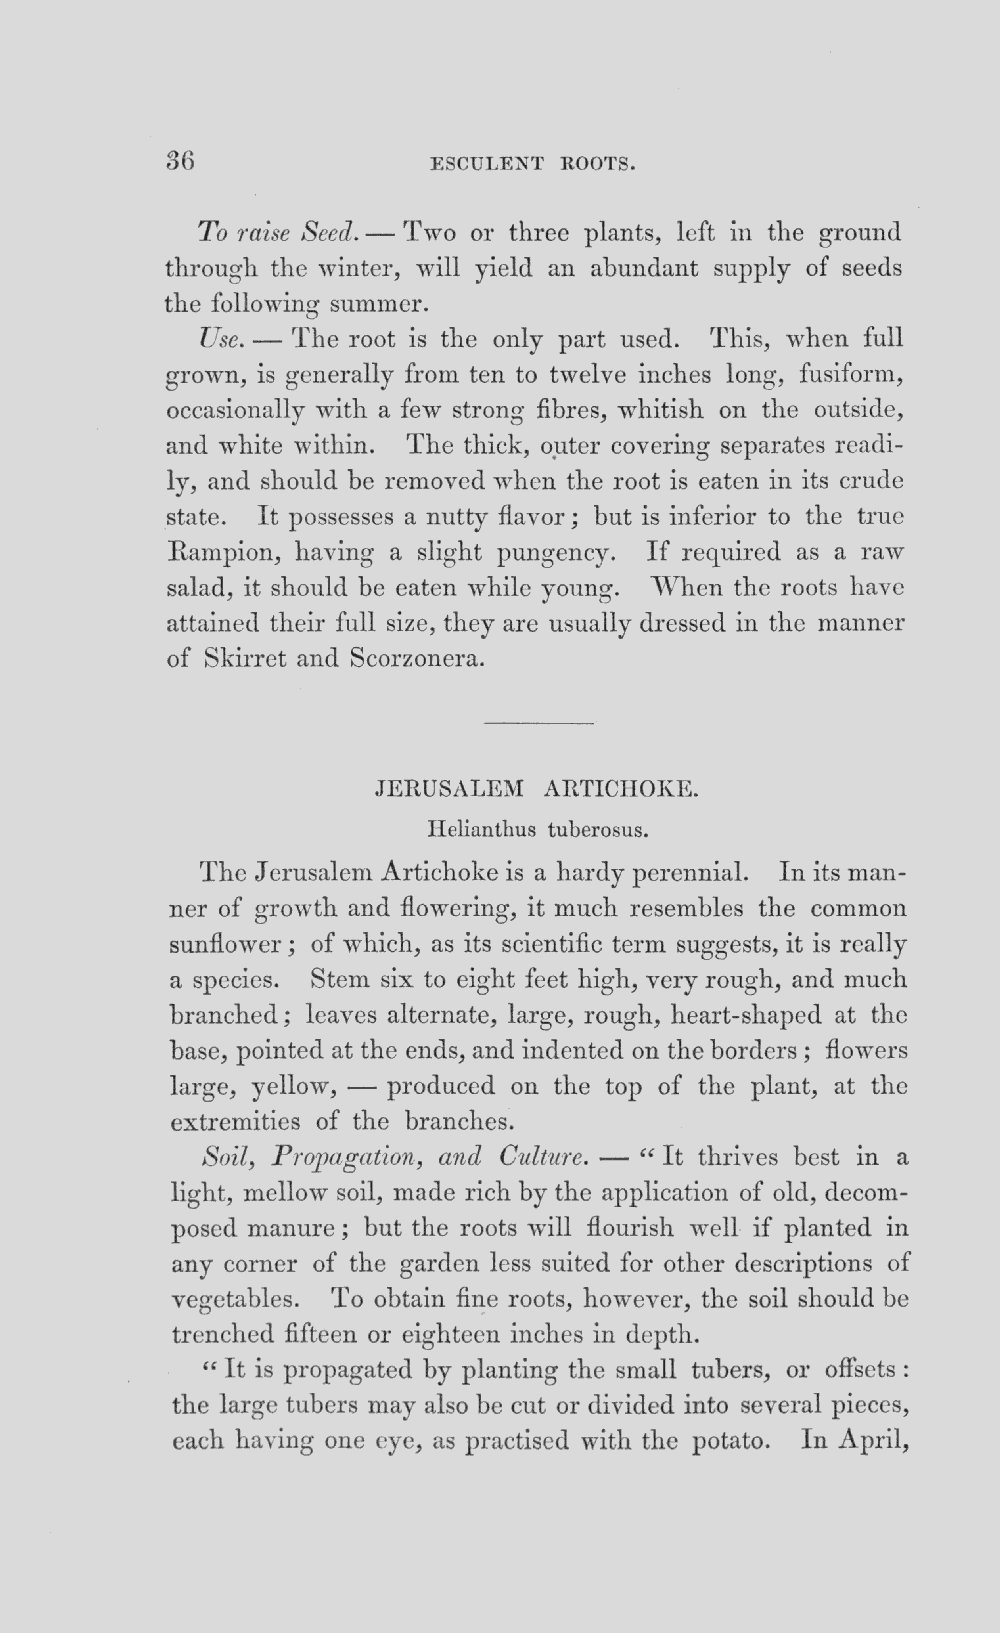 36
ESCULENT ROOTS.
To raise Seed. — Two or three plants, left in the ground
through the winter, will yield an abundant supply of seeds
the following summer.
Use. — The root is the only part used. This, when full
grown, is generally from ten to twelve inches long, fusiform,
occasionally with a few strong fibres, whitish on the outside,
and white within. The thick, outer covering separates readi-
ly, and should be removed when the root is eaten in its crude
state. It possesses a nutty flavor; but is inferior to the true
Rampion, having a slight pungency. If required as a raw
salad, it should be eaten while young. When the roots have
attained their full size, they are usually dressed in the manner
of Skirret and Scorzonera.
JERUSALEM ARTICHOKE.
Helianthus tuberosus.
The Jerusalem Artichoke is a hardy perennial. In its man-
ner of growth and flowering, it much resembles the common
sunflower; of which, as its scientific term suggests, it is really
a species. Stem six to eight feet high, very rough, and much
branched; leaves alternate, large, rough, heart-shaped at the
base, pointed at the ends, and indented on the borders; flowers
large, yellow, — produced on the top of the plant, at the
extremities of the branches.
Soil, Propagation, and Culture. — “It thrives best in a
light, mellow soil, made rich by the application of old, decom-
posed manure; but the roots will flourish well if planted in
any corner of the garden less suited for other descriptions of
vegetables. To obtain fine roots, however, the soil should be
trenched fifteen or eighteen inches in depth.
“It is propagated by planting the small tubers, or offsets:
the large tubers may also be cut or divided into several pieces,
each having one eye, as practised with the potato. In April,